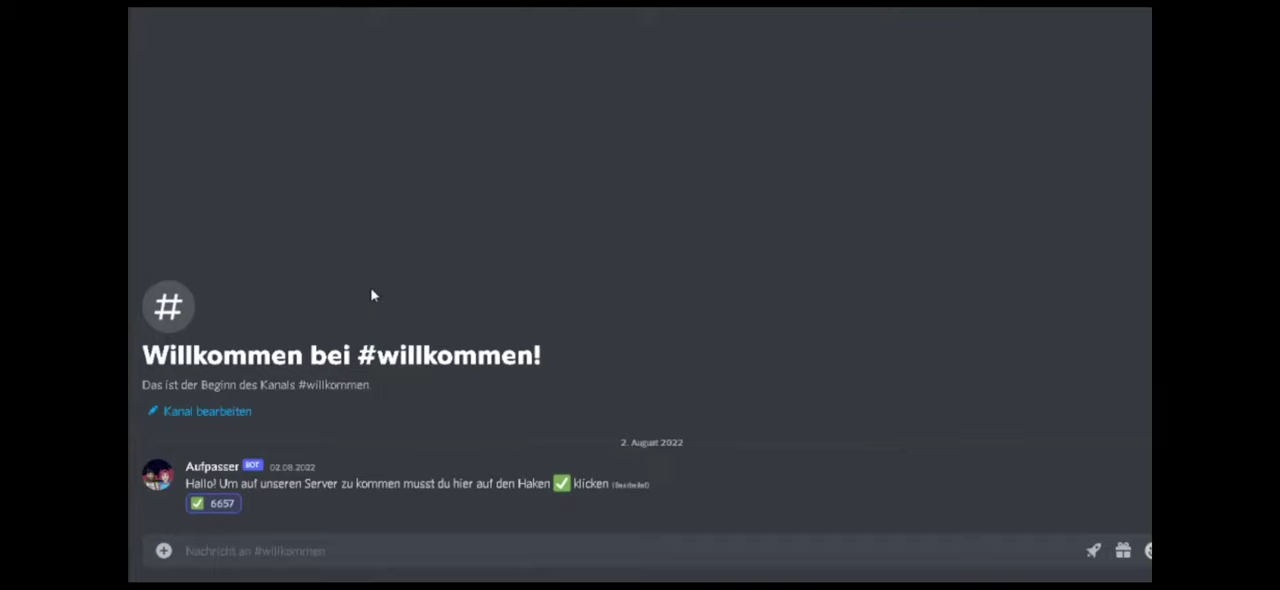 #
Willkommen bei #willkommen!
Das ist der Beginn des Kanals #willkommen.
Kanal bearbeiten
2. August 2022
Aufpasser BOT 02.08.2022
Hallo! Um auf unseren Server zu kommen musst du hier auf den Haken ✅ klicken (Bearbeitet)
✅ 6657
Nachricht an #willkommen